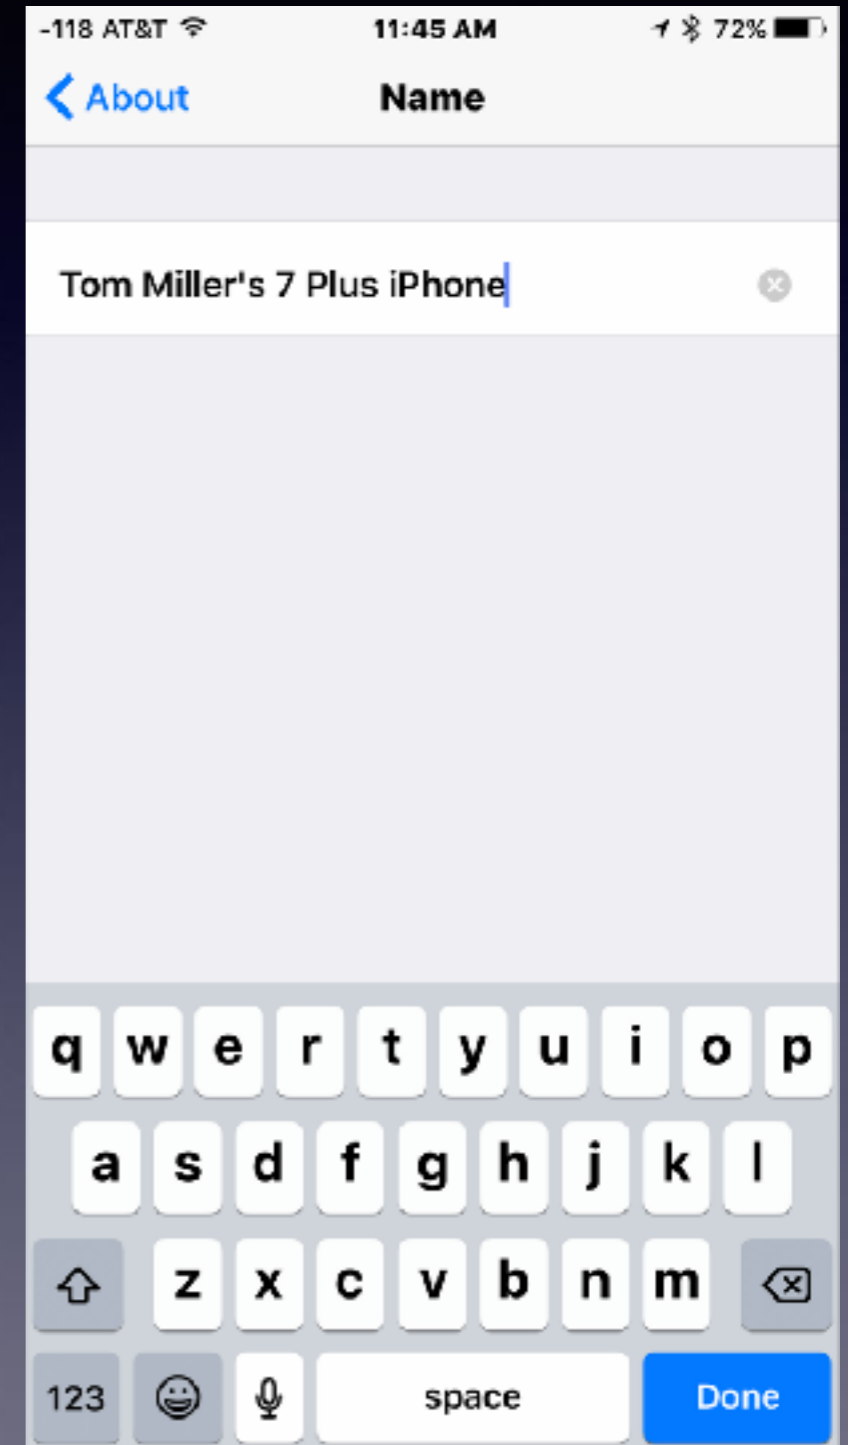 -118 AT&T 11:45 AM 72%
About Name
Tom Miller's 7 Plus iPhone
q w e r t y u i o p
a s d f g h j k l
z x c v b n m
123 space Done